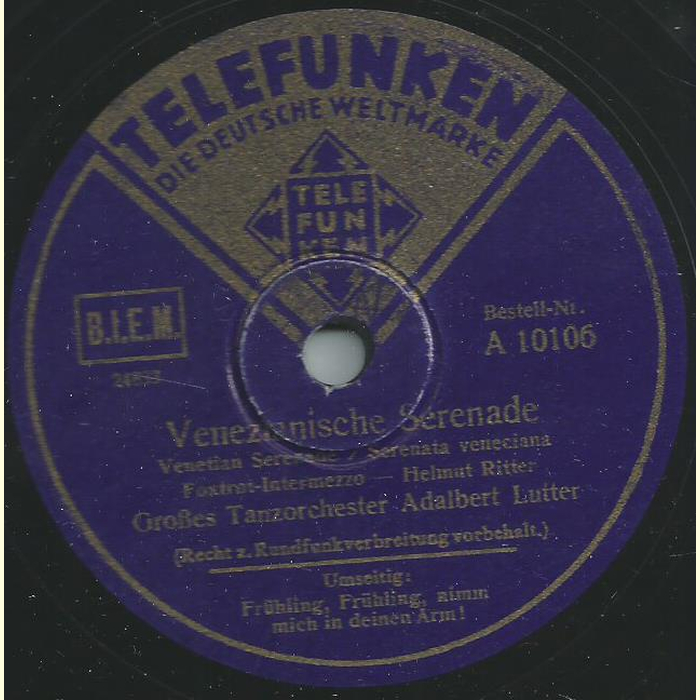 TELEFUNKEN
DIE DEUTSCHE WELTMARKE
TELE
FUN
KEN
B.I.E.M.
Bestell-Nr.
A 10106
Venezianische Serenade
Venetian Serenade / Serenata veneciana
Foxtrot-Intermezzo — Helmut Ritter
Großes Tanzorchester Adalbert Lutter
(Recht z. Rundfunkverbreitung vorbehalt.)
Umseitig:
Frühling, Frühling, nimm
mich in deinen Arm!